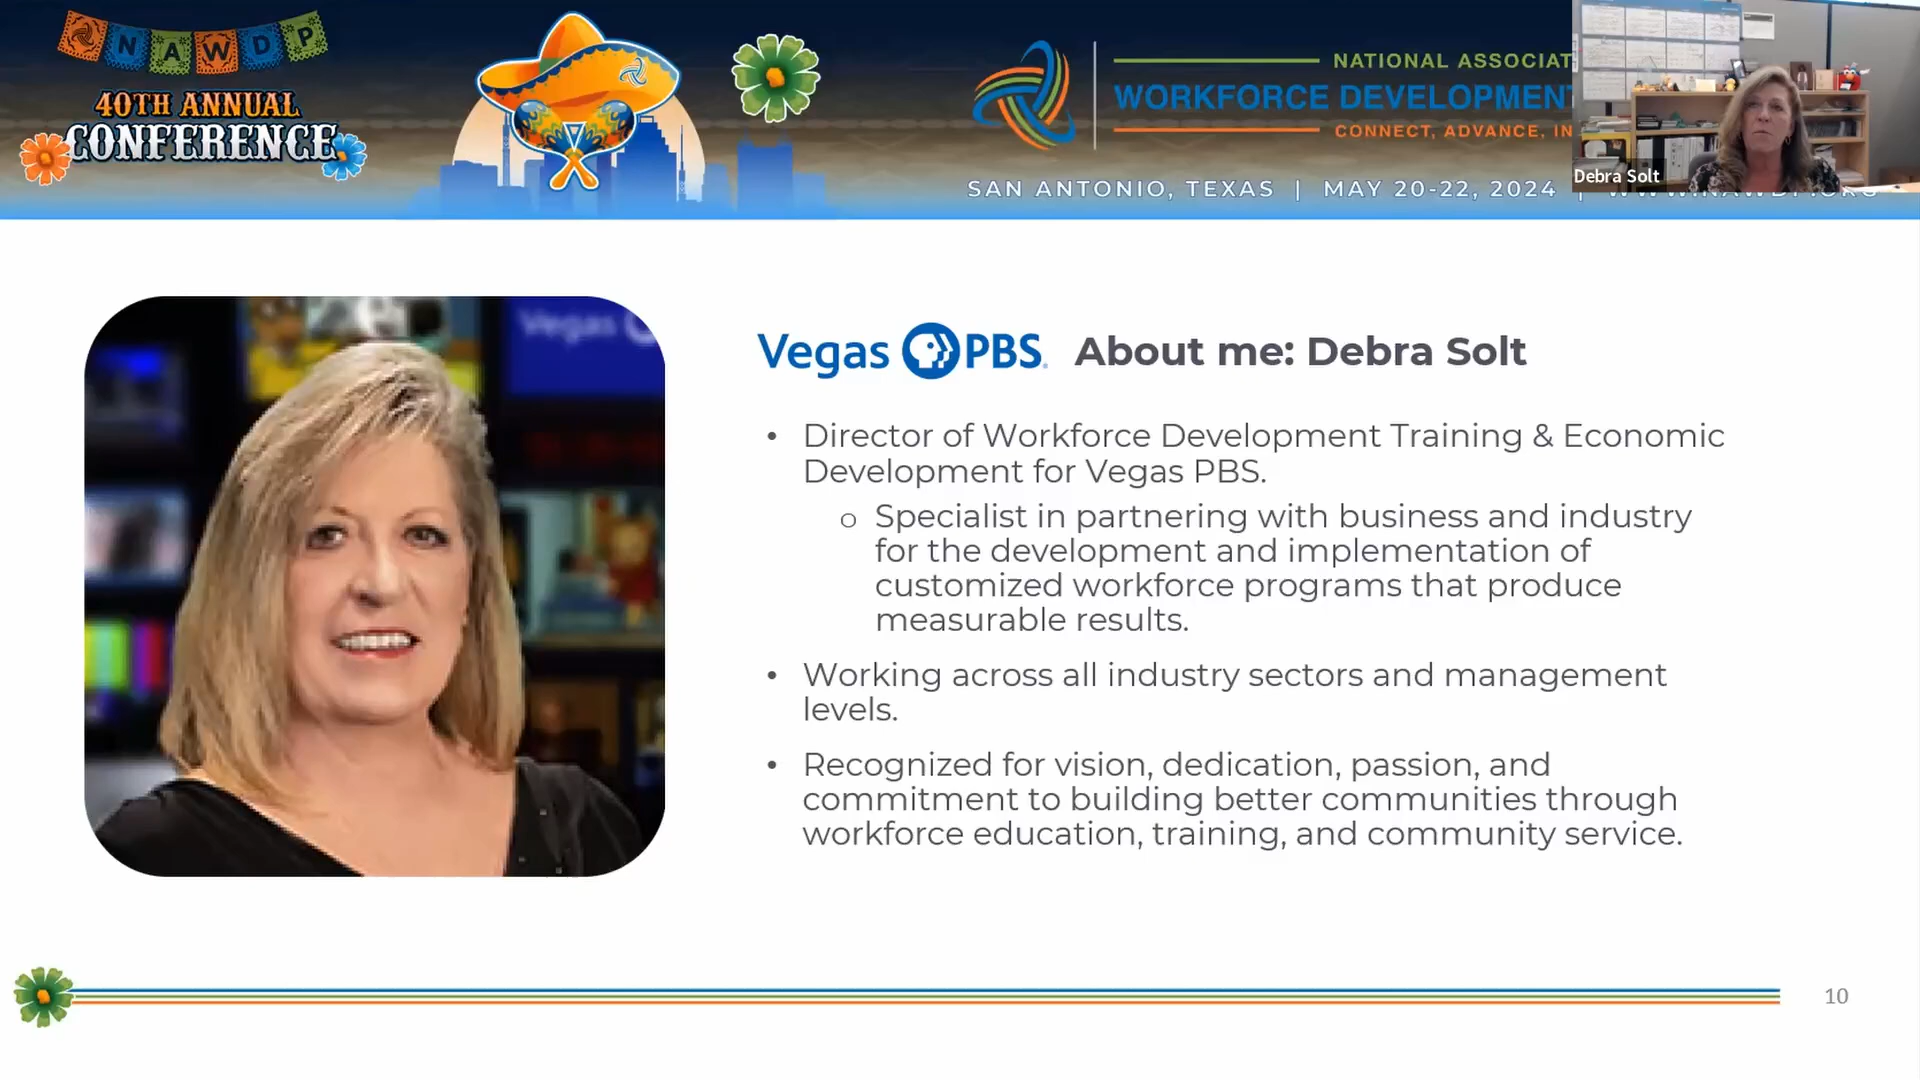 NAWDP
40TH ANNUAL
CONFERENCE
NATIONAL ASSOCIAT
WORKFORCE DEVELOPMENT
CONNECT, ADVANCE, IN
SAN ANTONIO, TEXAS | MAY 20-22, 2024 |
Debra Solt
Vegas
Vegas PBS. About me: Debra Solt
• Director of Workforce Development Training & Economic
Development for Vegas PBS.
o Specialist in partnering with business and industry
for the development and implementation of
customized workforce programs that produce
measurable results.
• Working across all industry sectors and management
levels.
• Recognized for vision, dedication, passion, and
commitment to building better communities through
workforce education, training, and community service.
10